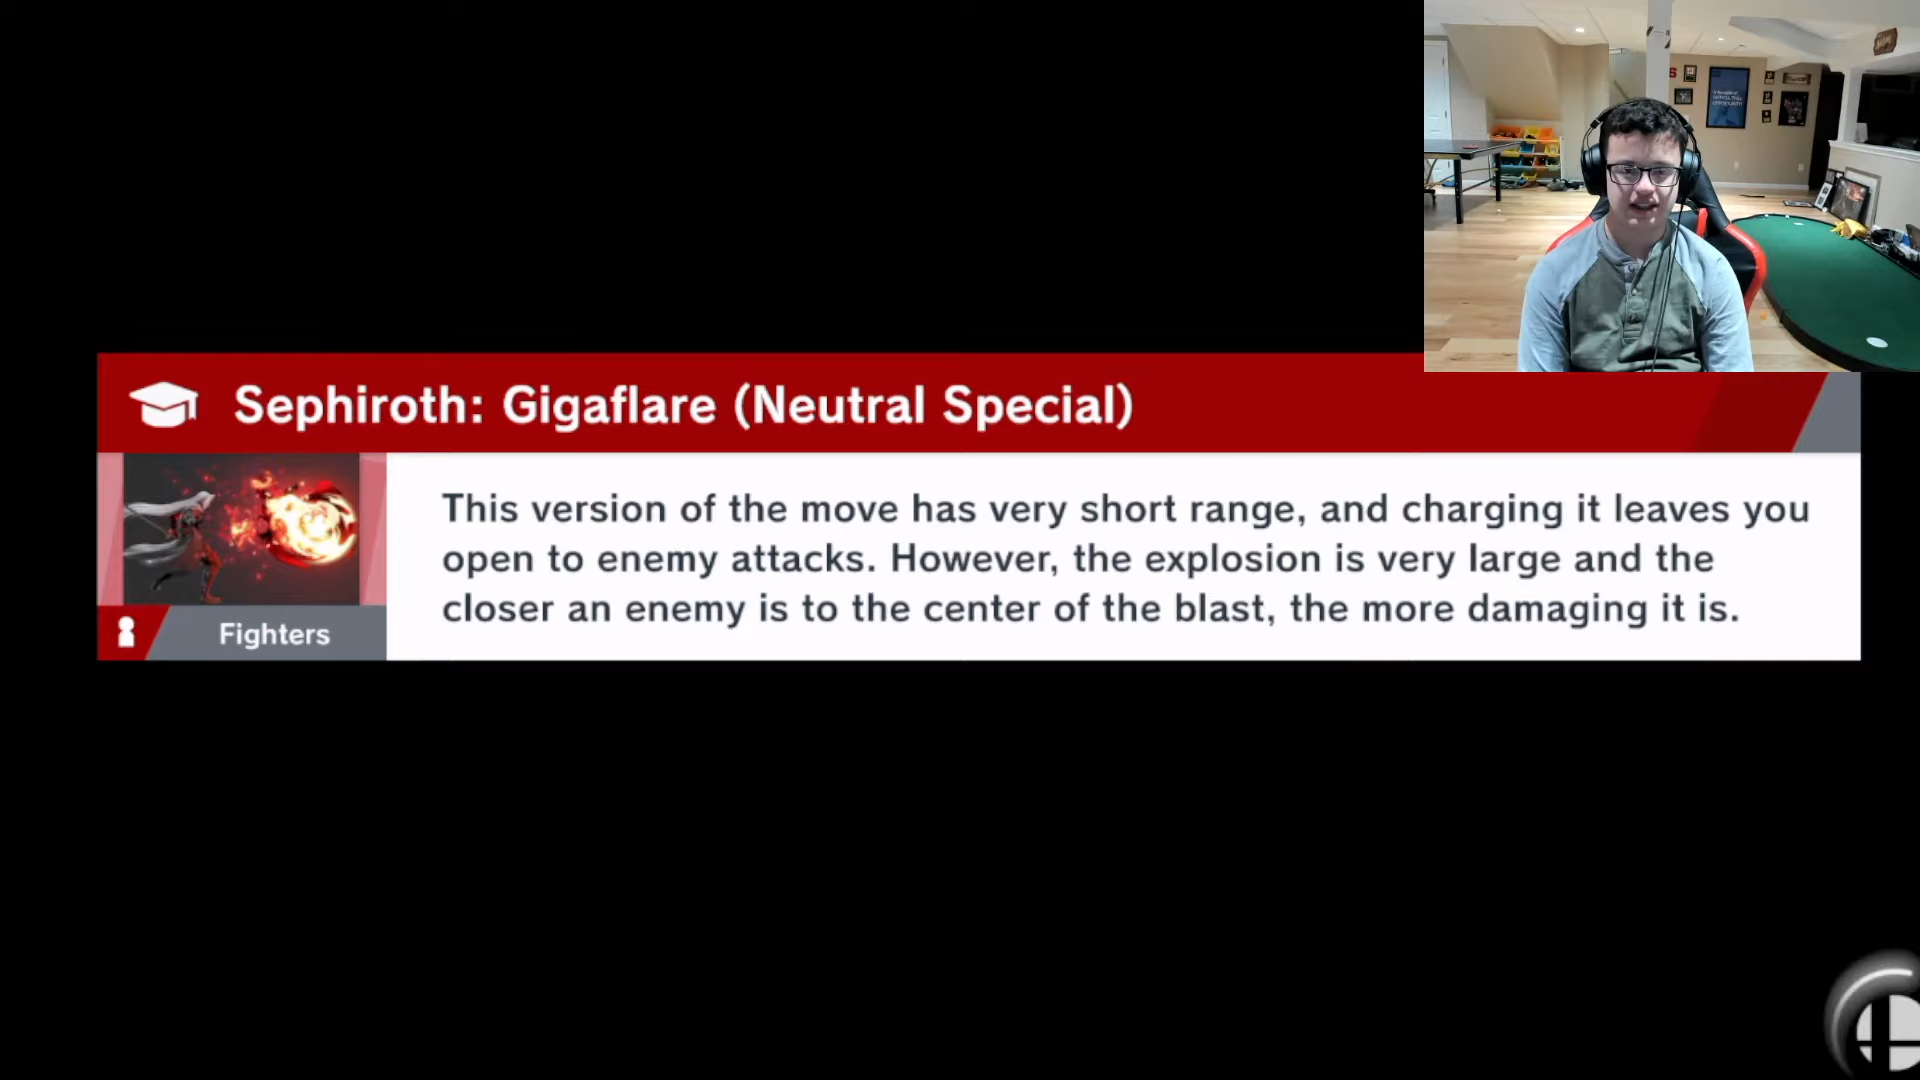 Sephiroth: Gigaflare (Neutral Special)
This version of the move has very short range, and charging it leaves you
open to enemy attacks. However, the explosion is very large and the
closer an enemy is to the center of the blast, the more damaging it is.
Fighters